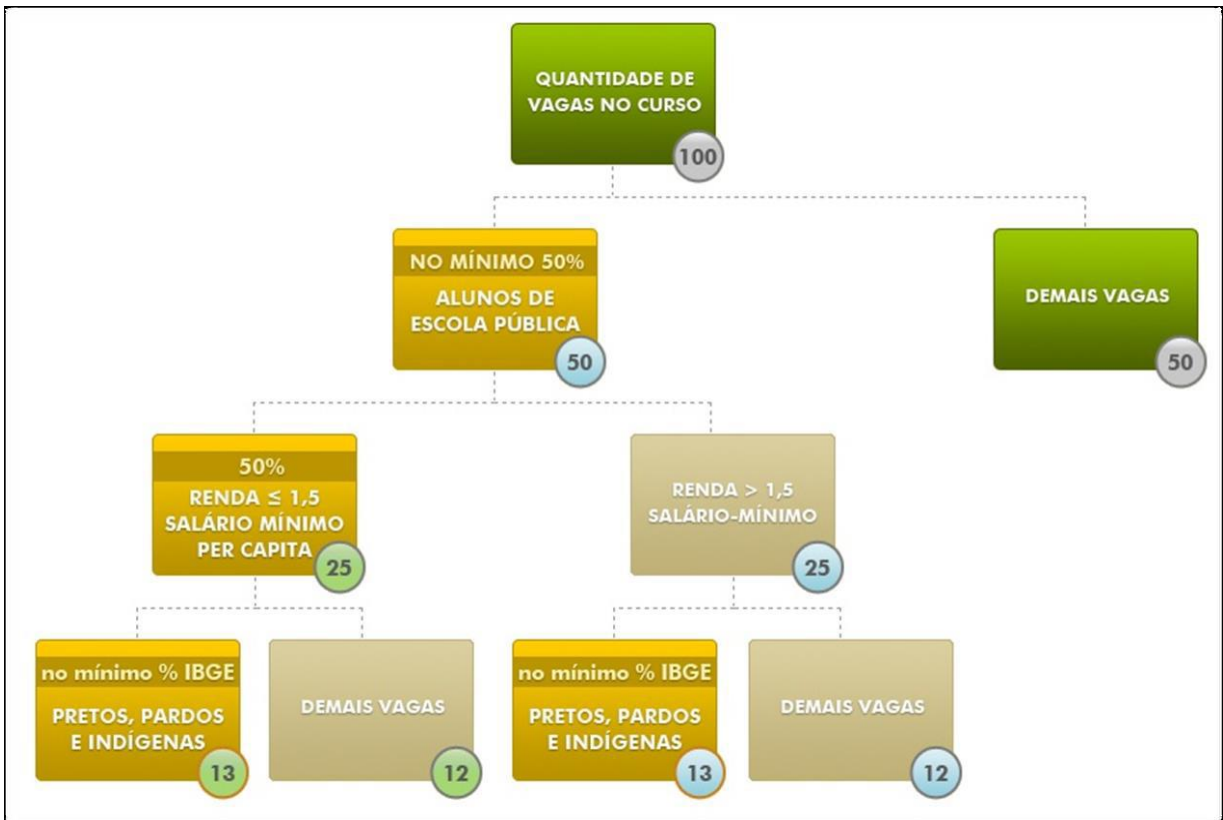 QUANTIDADE DE
VAGAS NO CURSO
100
NO MÍNIMO 50%
ALUNOS DE
ESCOLA PÚBLICA
50
DEMAIS VAGAS
50
50%
RENDA ≤ 1,5
SALÁRIO MÍNIMO
PER CAPITA
25
RENDA > 1,5
SALÁRIO-MÍNIMO
25
no mínimo % IBGE
PRETOS, PARDOS
E INDÍGENAS
13
DEMAIS VAGAS
12
no mínimo % IBGE
PRETOS, PARDOS
E INDÍGENAS
13
DEMAIS VAGAS
12